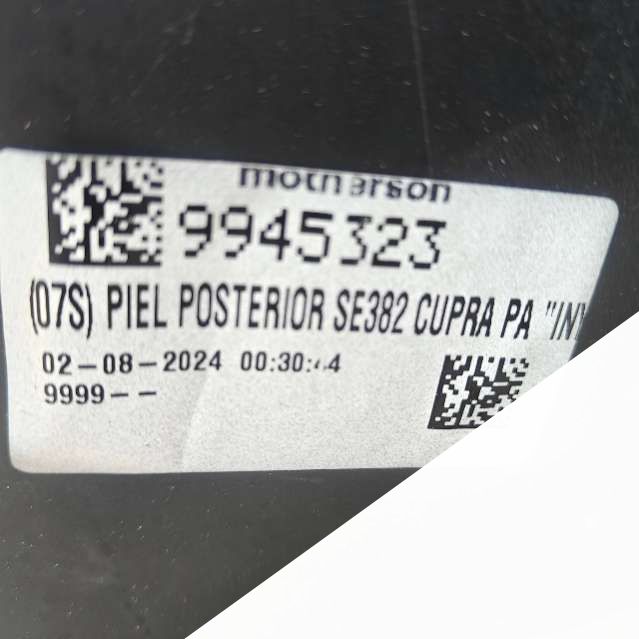 motherson
9945323
(07S) PIEL POSTERIOR SE382 CUPRA PA
02-08-2024
9999--